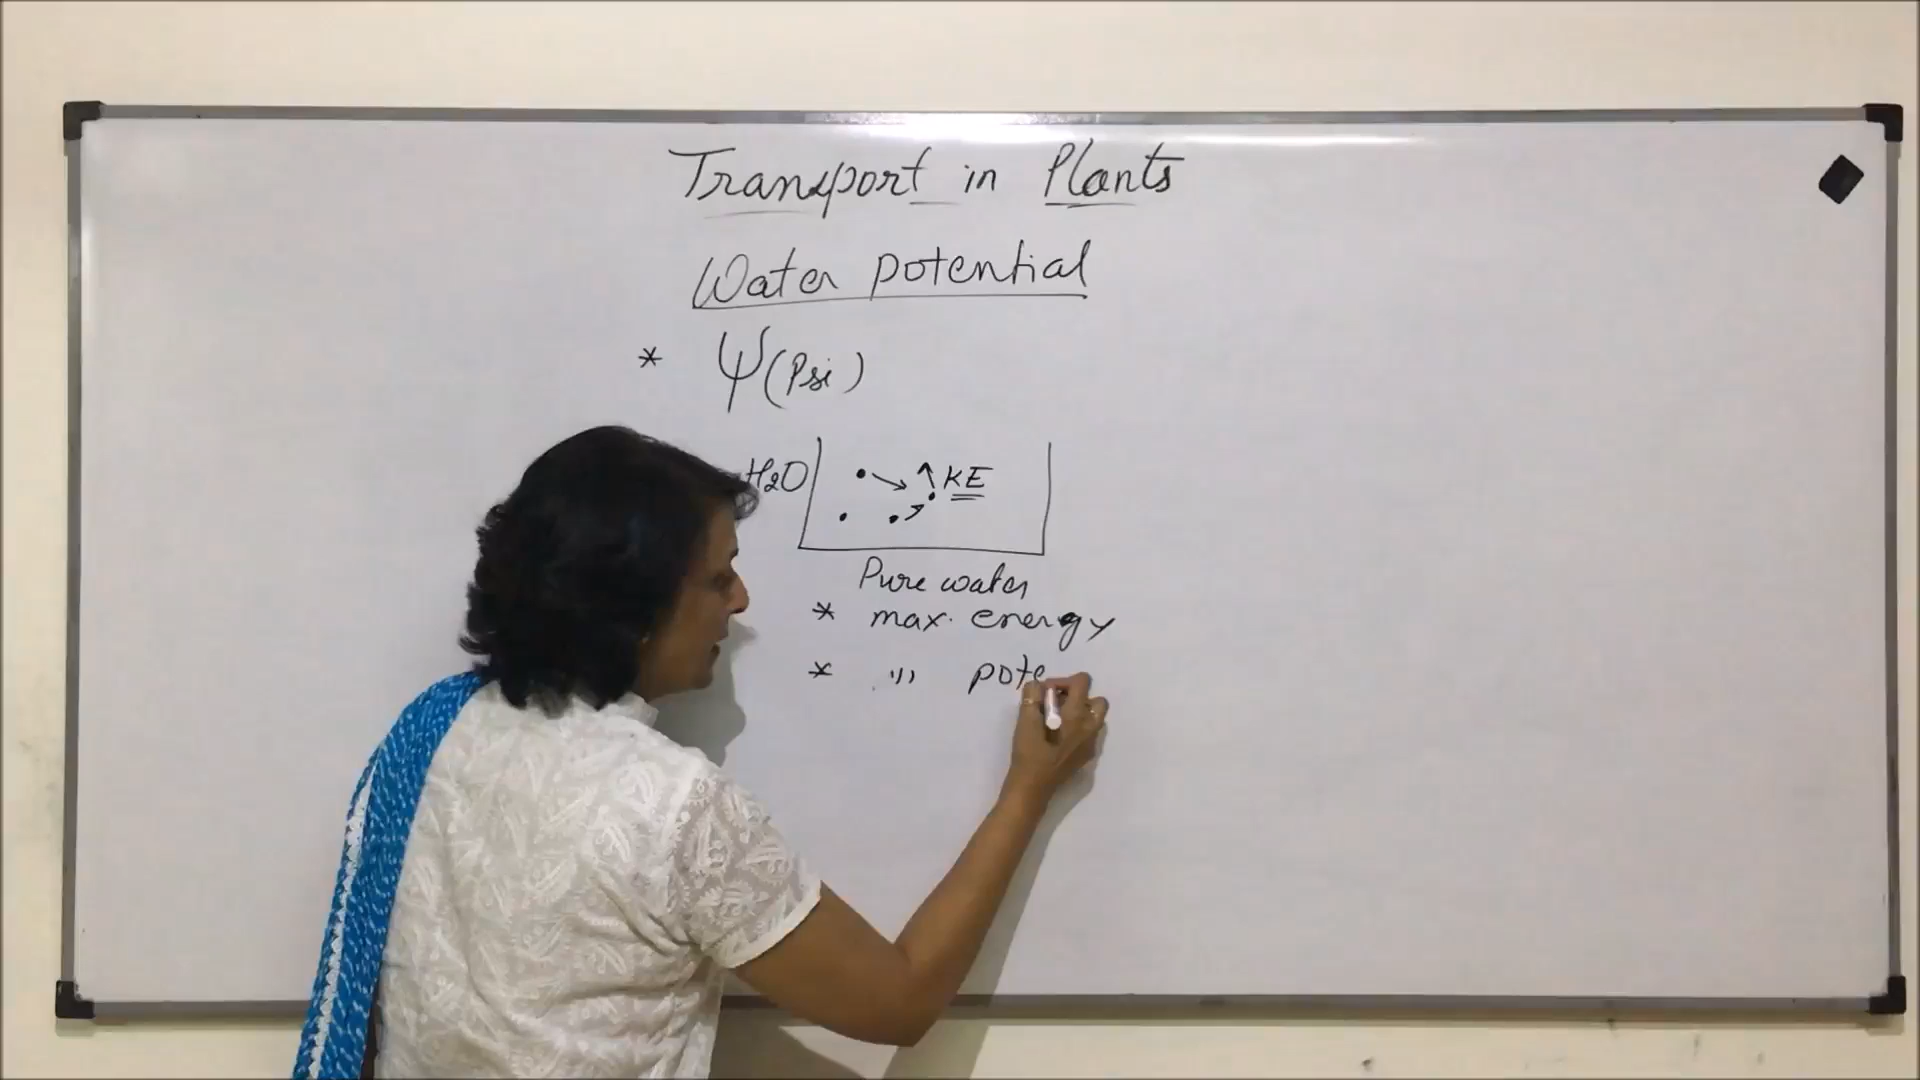 Transport in Plants
Water potential
* Ψ (Psi)
H2O
KE
Pure water
* max. energy
* ,,, pote